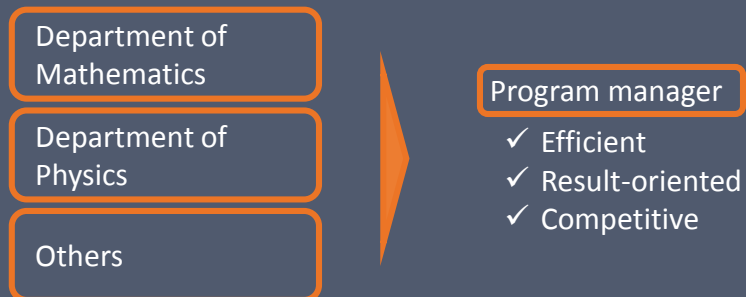 Department of
Mathematics
Department of
Physics
Others
Program manager
✓ Efficient
✓ Result-oriented
✓ Competitive